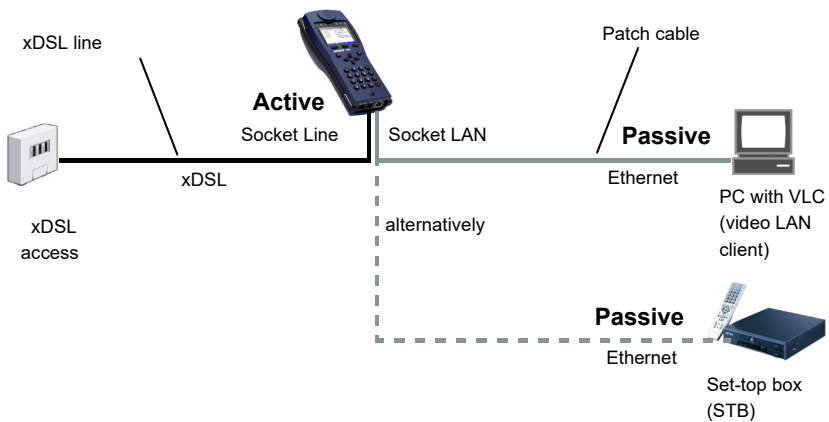 xDSL line
Patch cable
Active
Socket Line
Socket LAN
Passive
xDSL
Ethernet
PC with VLC
(video LAN
client)
xDSL
access
alternatively
Passive
Ethernet
Set-top box
(STB)